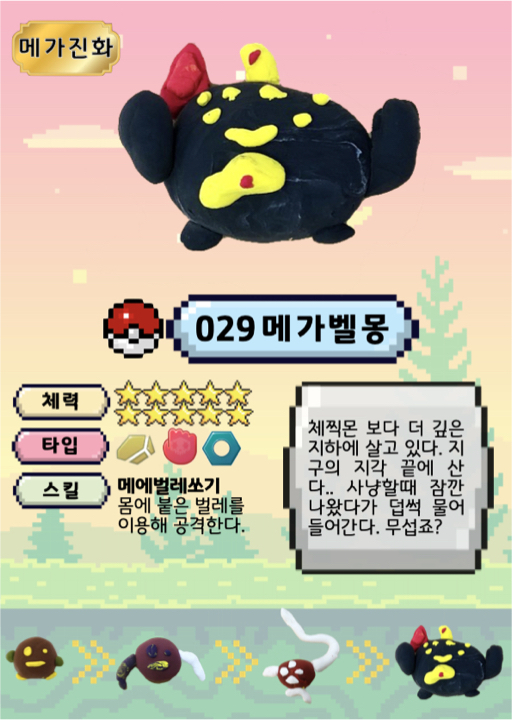 메가진화
029 메가벨몽
체력
타입
스킬
메에벌레쏘기
몸에 붙은 벌레를
이용해 공격한다.
체찍몬 보다 더 깊은
지하에 살고 있다. 지
구의 지각 끝에 산
다.. 사냥할때 잠깐
나왔다가 덥썩 물어
들어간다. 무섭죠?